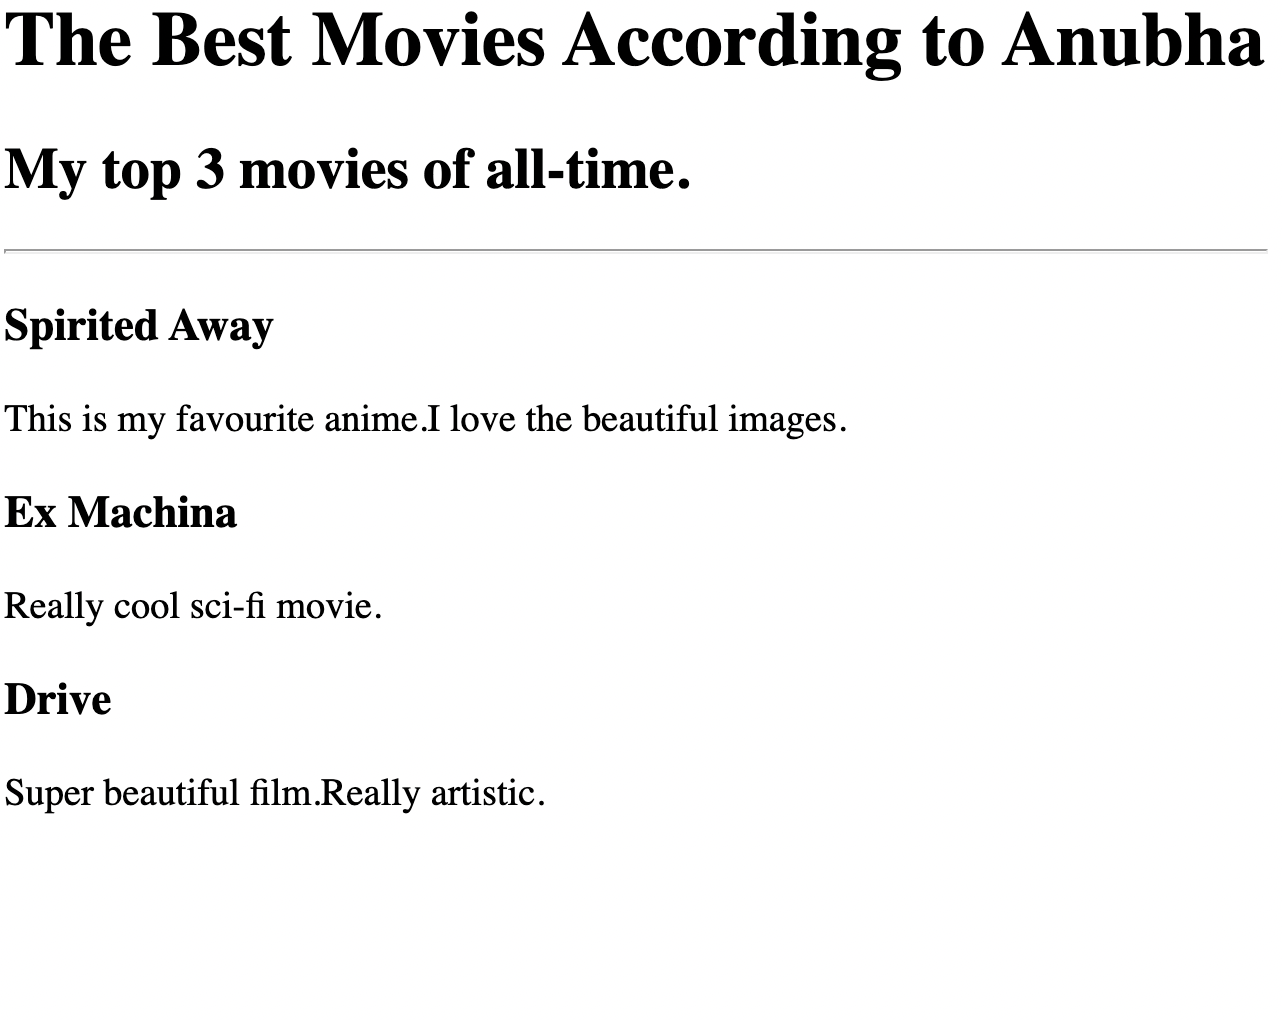 The Best Movies According to Anubha
My top 3 movies of all-time.
Spirited Away
This is my favourite anime.I love the beautiful images.
Ex Machina
Really cool sci-fi movie.
Drive
Super beautiful film.Really artistic.